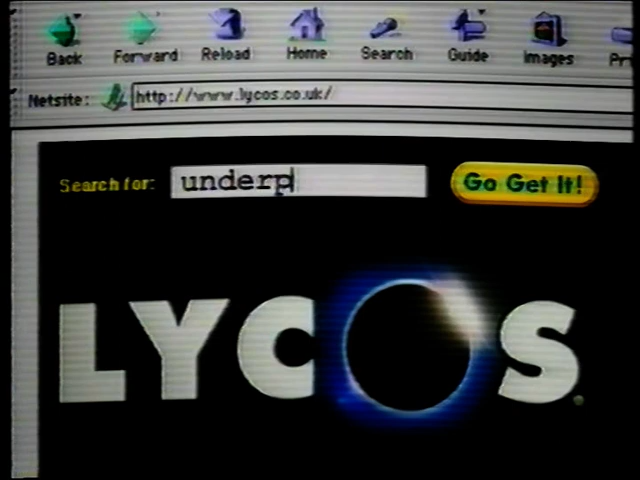 Back Forward Reload Home Search Guide Images
Netsite: http://www.lycos.co.uk/
Search for: underp Go Get It!
LYCOS